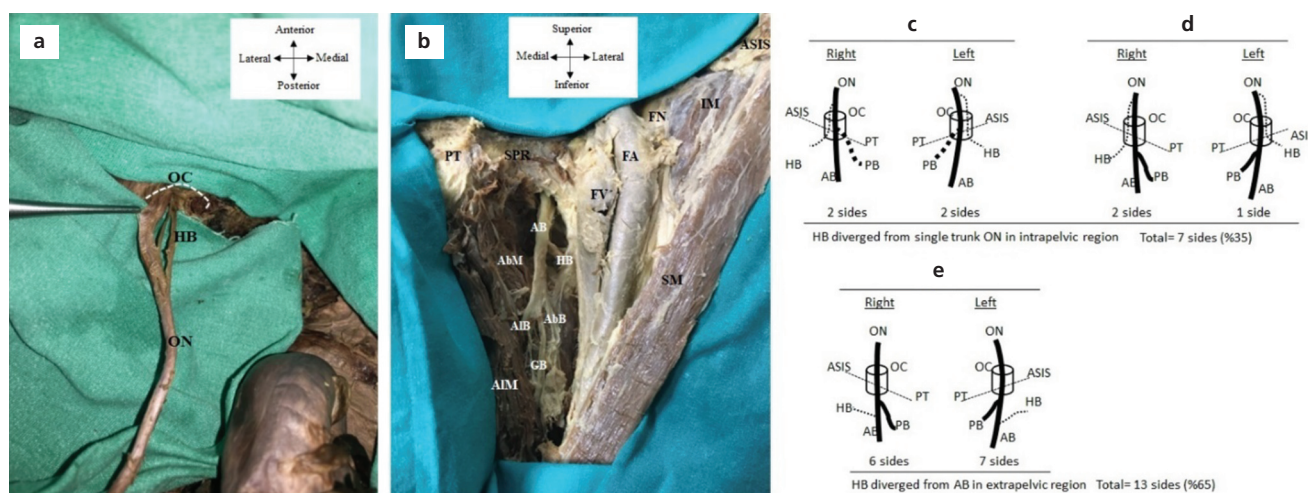 a
Anterior
Lateral Medial
Posterior
OC
HB
ON
b
Superior
Medial Lateral
Inferior
ASIS
IM
FN
PT
SPR
FA
FV
AB
AbM
HB
SM
AlB
AbB
GB
AlM
c
Right Left
ON ON
ASIS OC OC ASIS
PT PT
HB PB PB HB
AB AB
2 sides 2 sides
d
Right Left
ON ON
OC OC
ASIS ASI
PT PT
HB PB PB HB
AB AB
2 sides 1 side
HB diverged from single trunk ON in intrapelvic region Total= 7 sides (%35)
e
Right Left
ON ON
ASIS OC OC ASIS
PT PT
HB PB PB HB
AB AB
6 sides 7 sides
HB diverged from AB in extrapelvic region Total= 13 sides (%65)